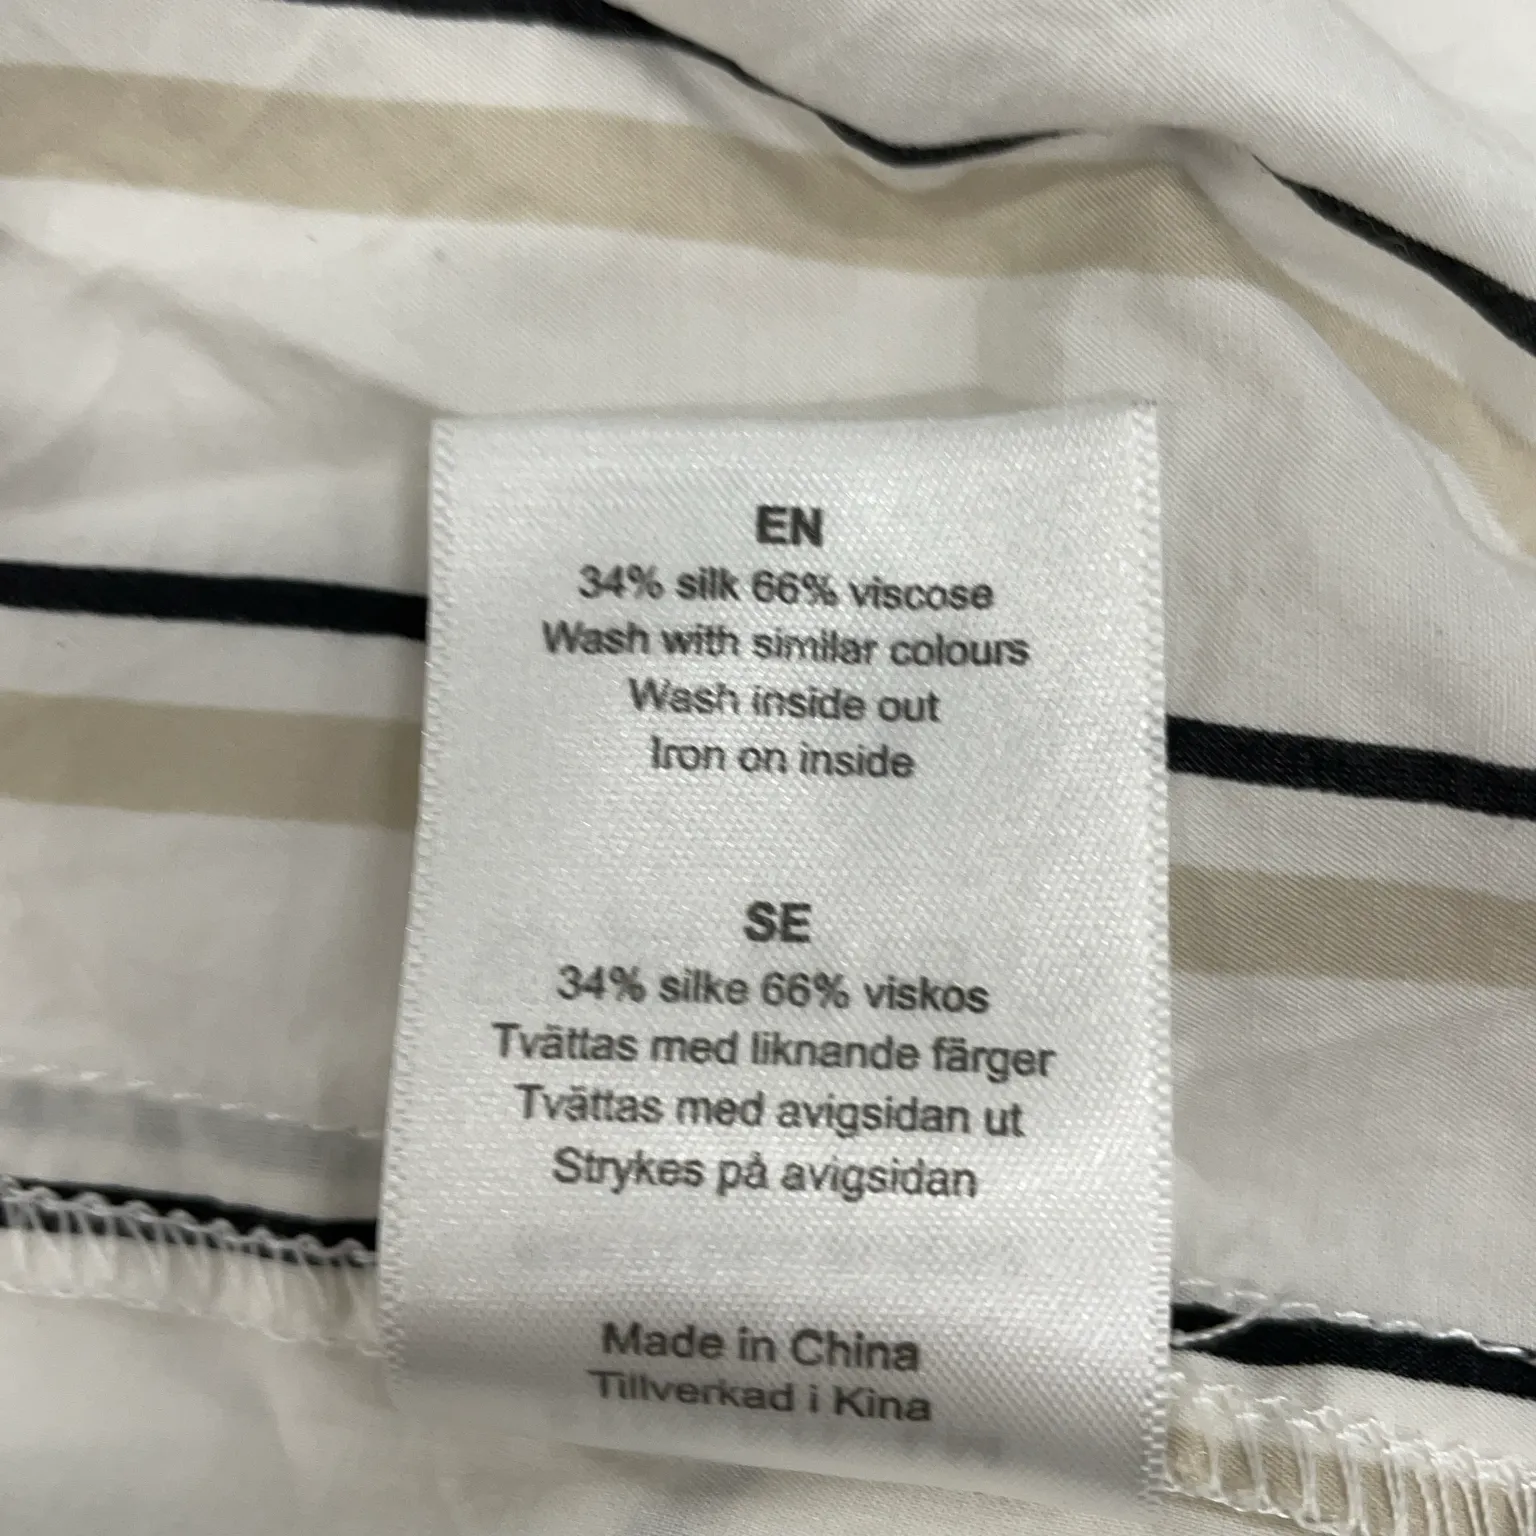 EN
34% silk 66% viscose
Wash with similar colours
Wash inside out
Iron on inside
SE
34% silke 66% viskos
Tvättas med liknande färger
Tvättas med avigsidan ut
Strykes på avigsidan
Made in China
Tillverkad i Kina